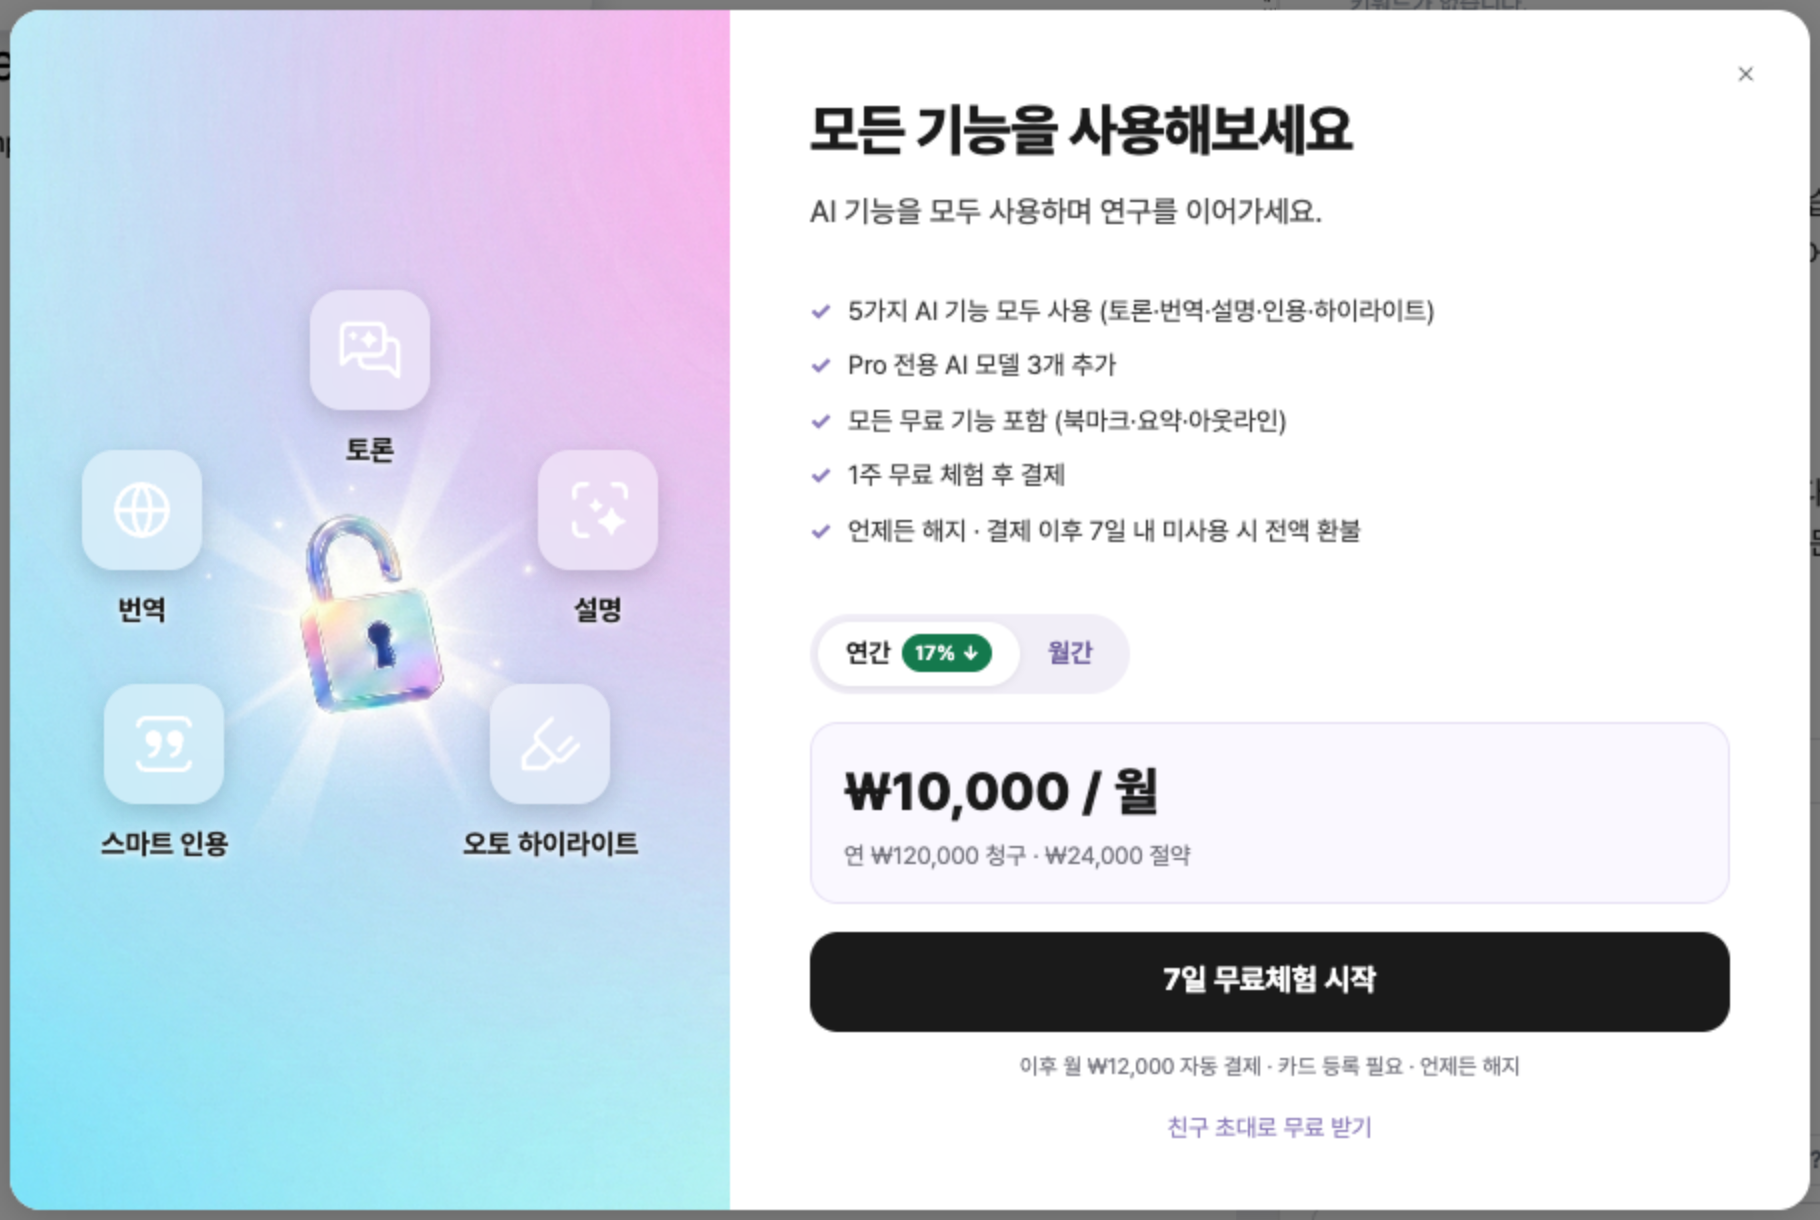 모든 기능을 사용해보세요
AI 기능을 모두 사용하며 연구를 이어가세요.
토론
번역
설명
스마트 인용
오토 하이라이트
5가지 AI 기능 모두 사용 (토론·번역·설명·인용·하이라이트)
Pro 전용 AI 모델 3개 추가
모든 무료 기능 포함 (북마크·요약·아웃라인)
1주 무료 체험 후 결제
언제든 해지 · 결제 이후 7일 내 미사용 시 전액 환불
연간 17% ↓ 월간
₩10,000 / 월
연 ₩120,000 청구 · ₩24,000 절약
7일 무료체험 시작
이후 월 ₩12,000 자동 결제 · 카드 등록 필요 · 언제든 해지
친구 초대로 무료 받기